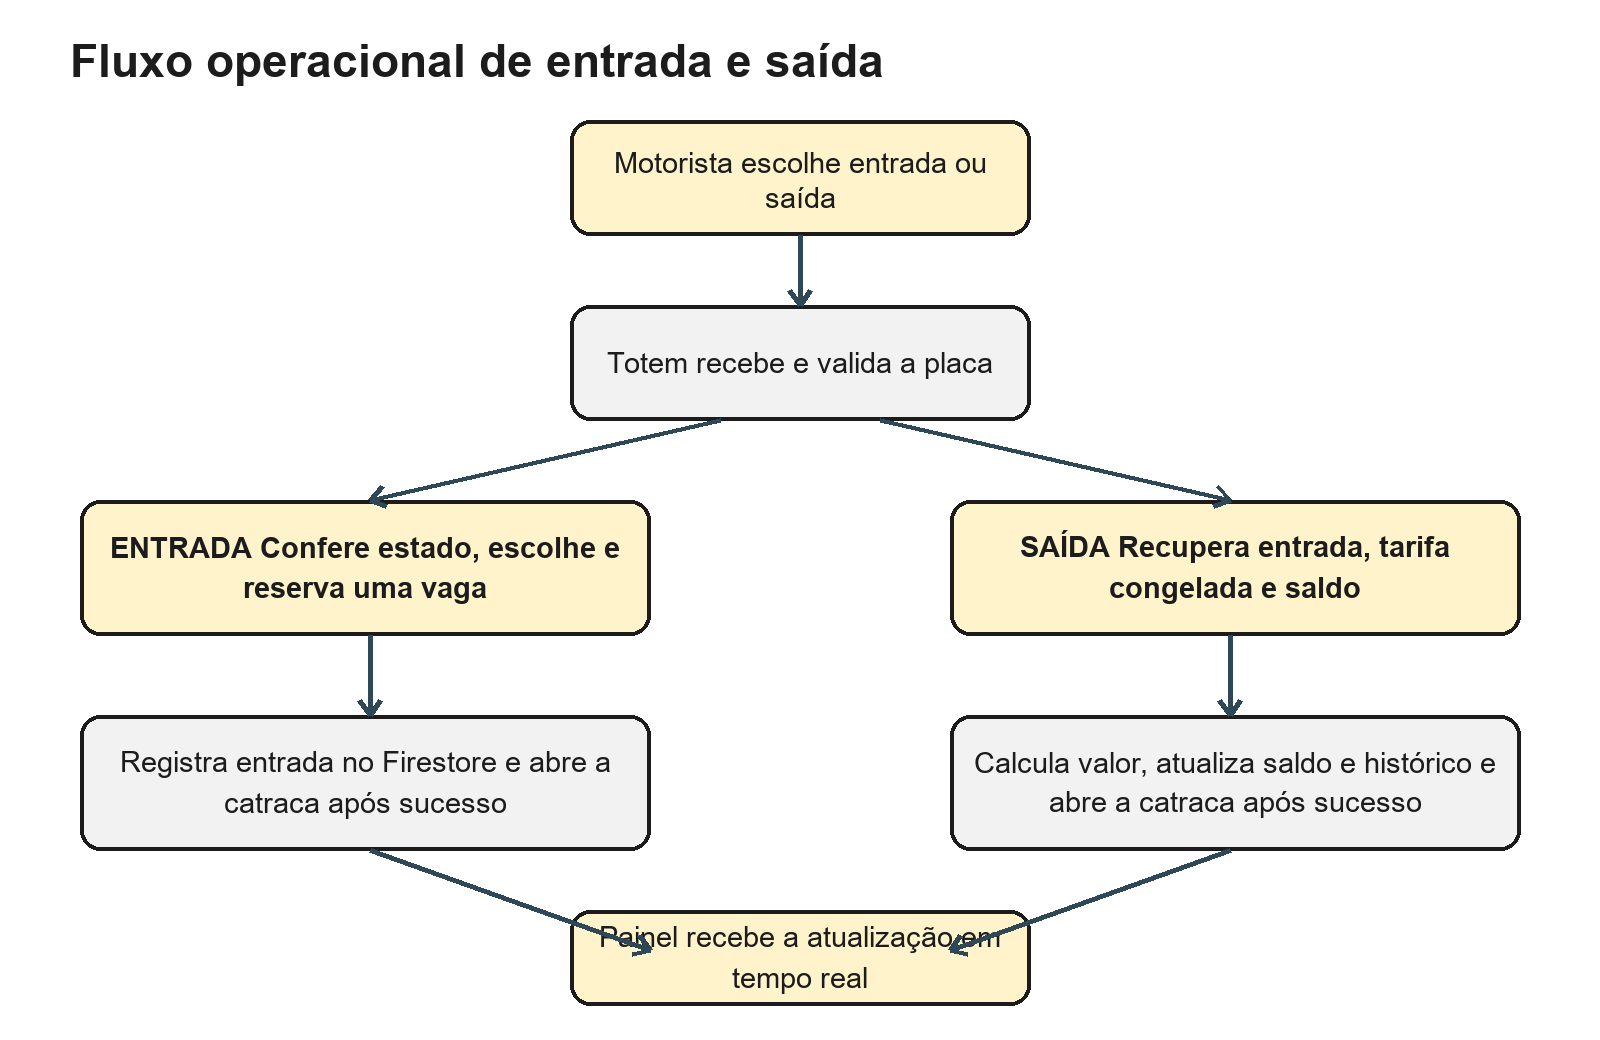 Fluxo operacional de entrada e saída
Motorista escolhe entrada ou
saída
Totem recebe e valida a placa
ENTRADA Confere estado, escolhe e
reserva uma vaga
SAÍDA Recupera entrada, tarifa
congelada e saldo
Registra entrada no Firestore e abre a
catraca após sucesso
Calcula valor, atualiza saldo e histórico e
abre a catraca após sucesso
Painel recebe a atualização em
tempo real